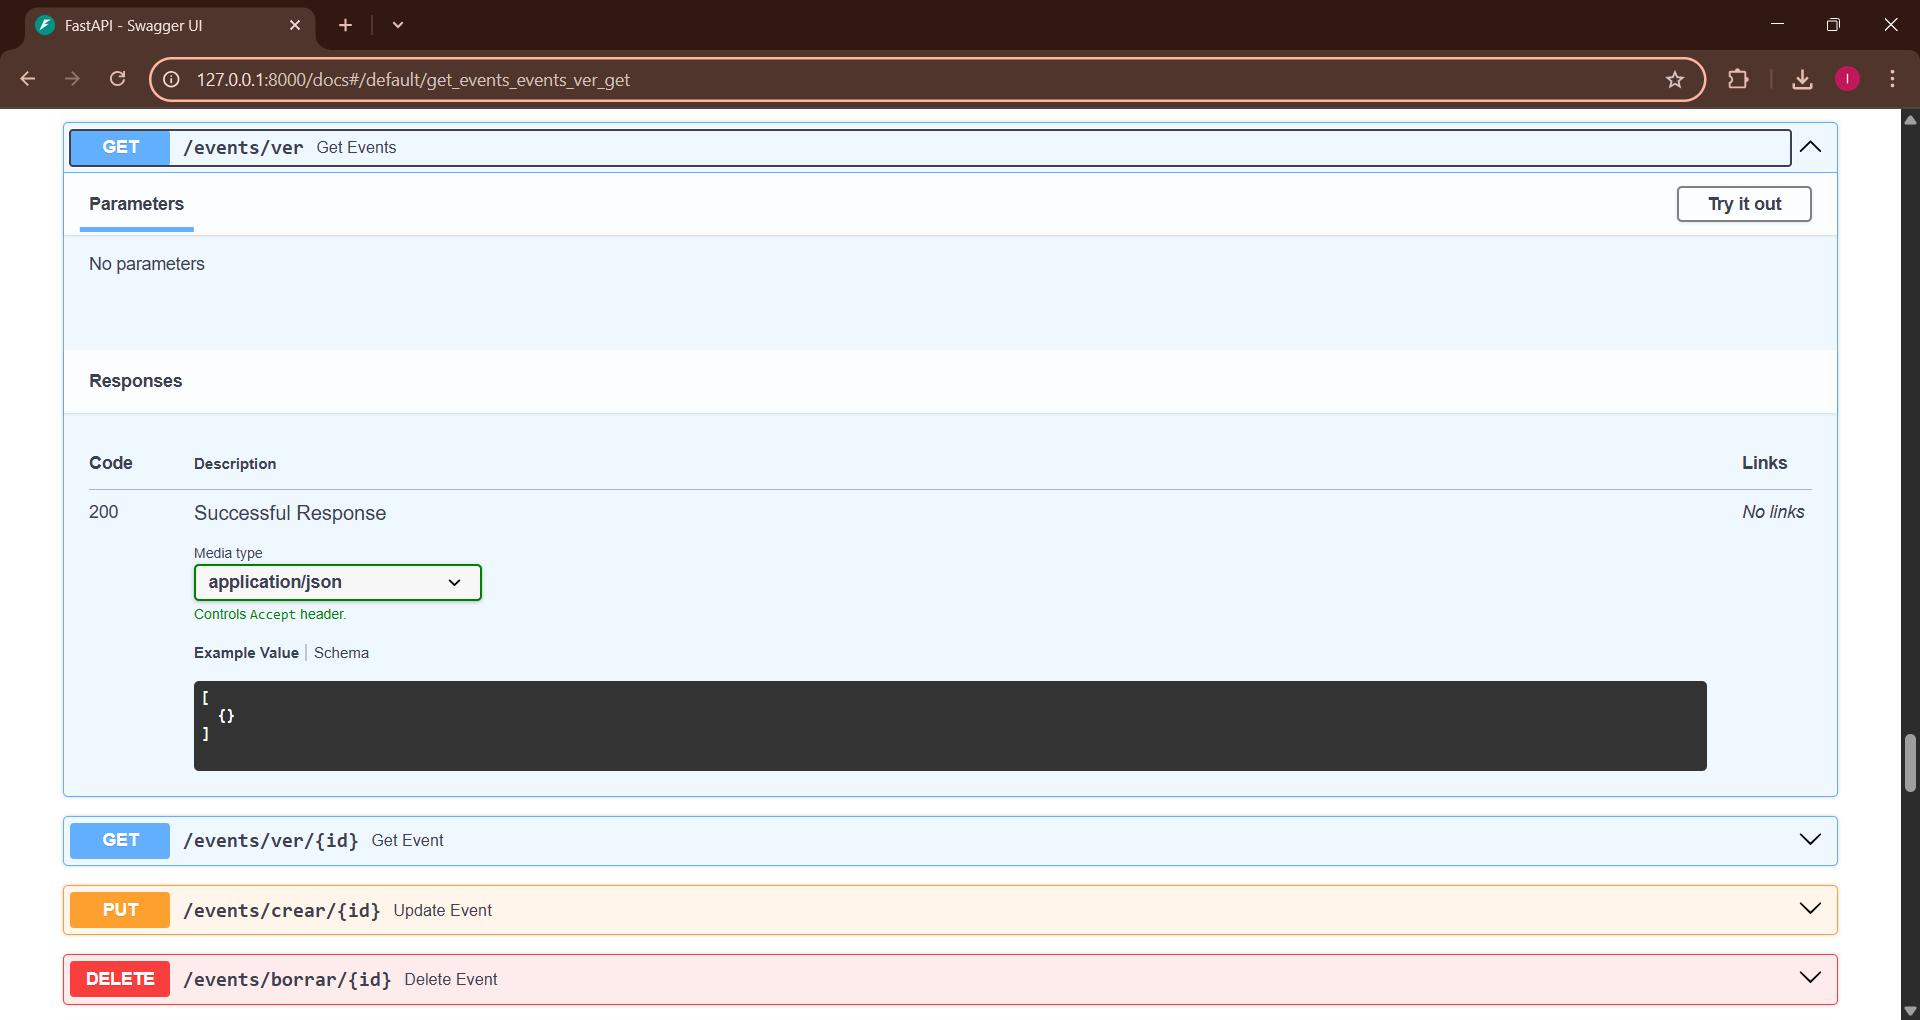 FastAPI - Swagger UI
127.0.0.1:8000/docs#/default/get_events_events_ver_get
I
GET /events/ver Get Events
Parameters
Try it out
No parameters
Responses
Code Description Links
200 Successful Response No links
Media type
application/json
Controls Accept header.
Example Value Schema
[
{}
]
GET /events/ver/{id} Get Event
PUT /events/crear/{id} Update Event
DELETE /events/borrar/{id} Delete Event